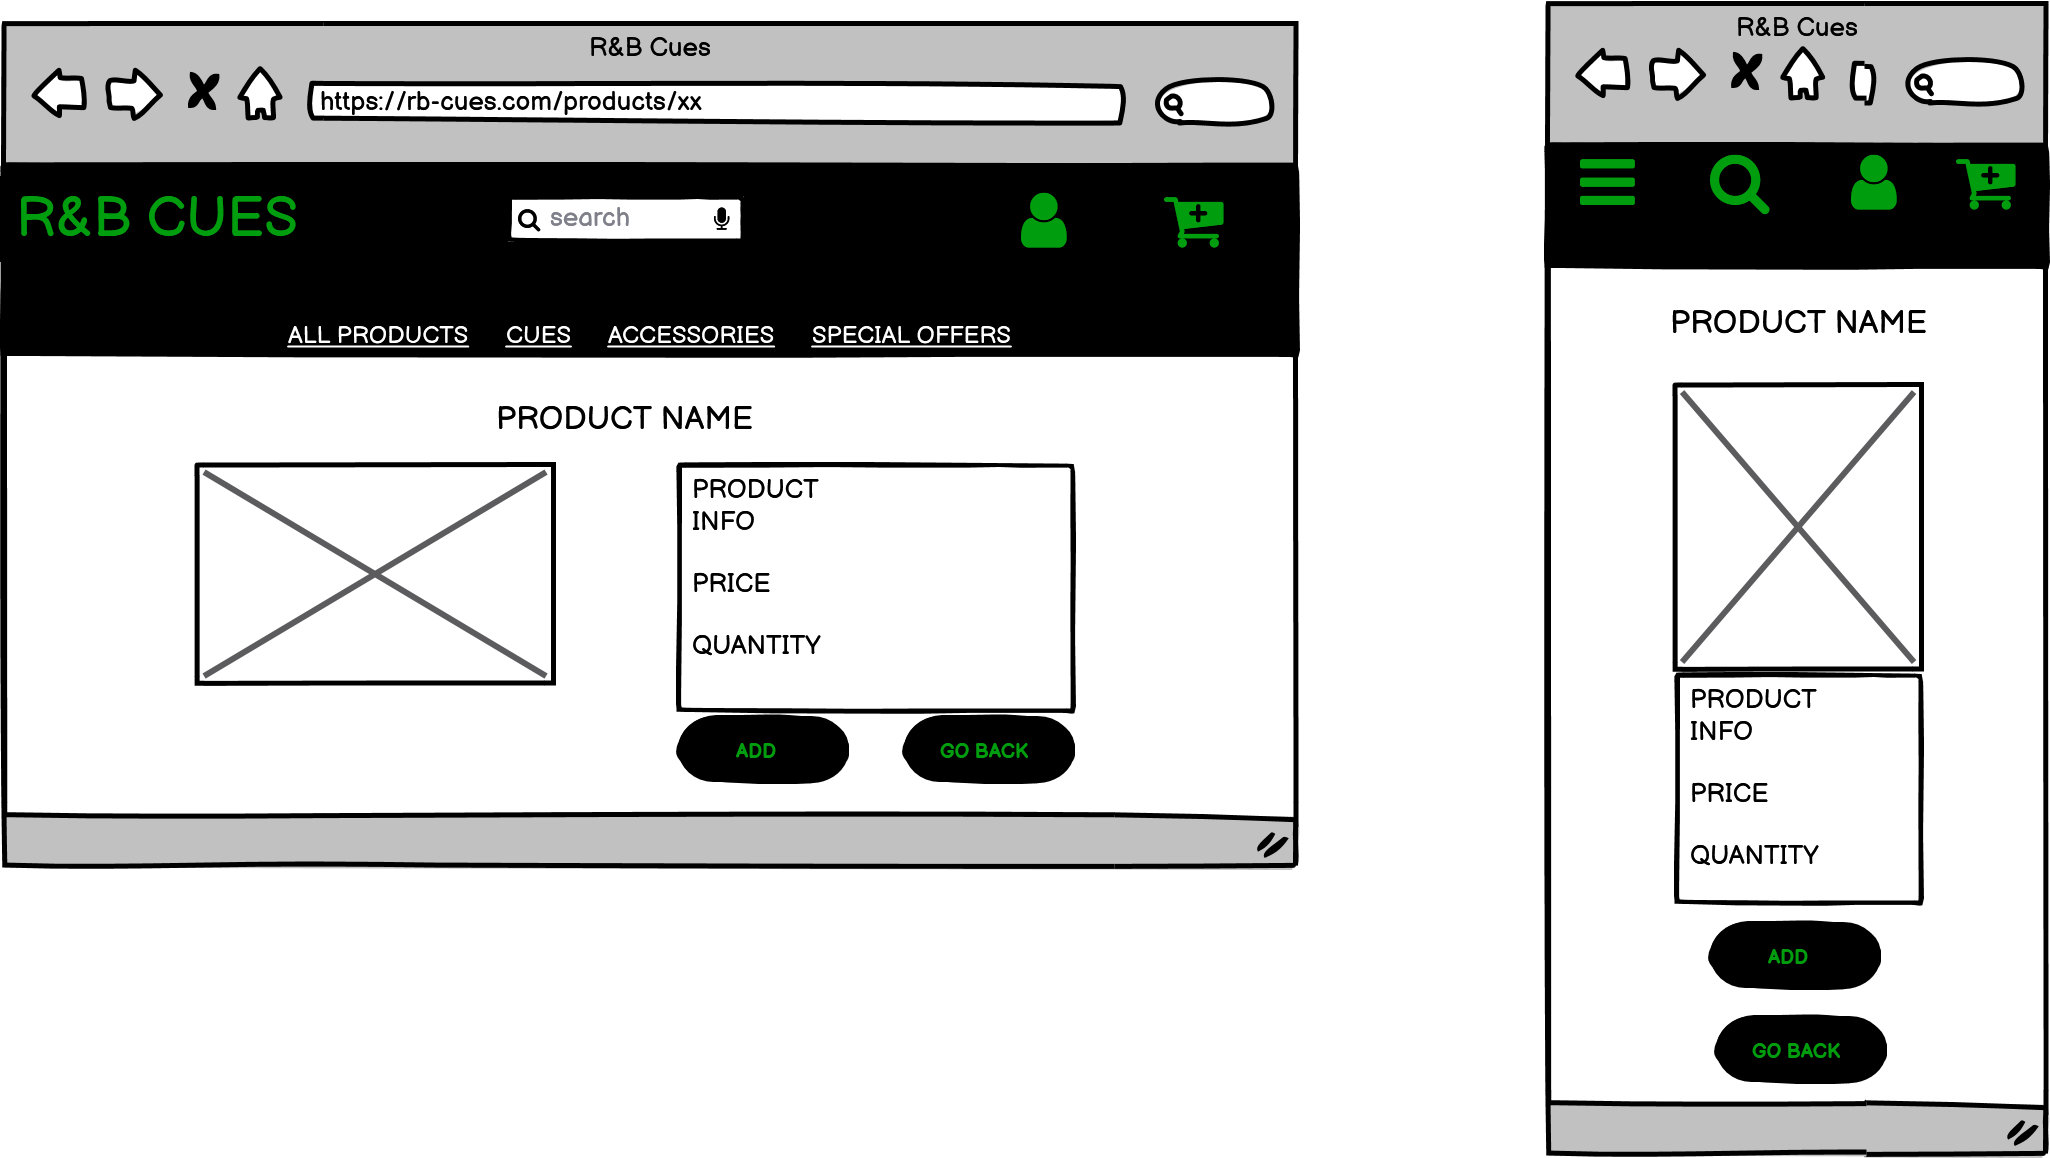 R&B Cues
https://rb-cues.com/products/xx
R&B CUES
search
ALL PRODUCTS CUES ACCESSORIES SPECIAL OFFERS
PRODUCT NAME
PRODUCT
INFO
PRICE
QUANTITY
ADD GO BACK
R&B Cues
PRODUCT NAME
PRODUCT
INFO
PRICE
QUANTITY
ADD
GO BACK